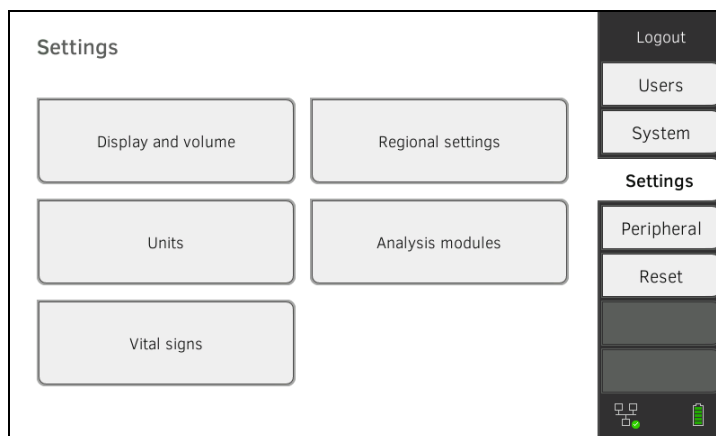 Settings
Display and volume
Regional settings
Units
Analysis modules
Vital signs
Logout
Users
System
Settings
Peripheral
Reset